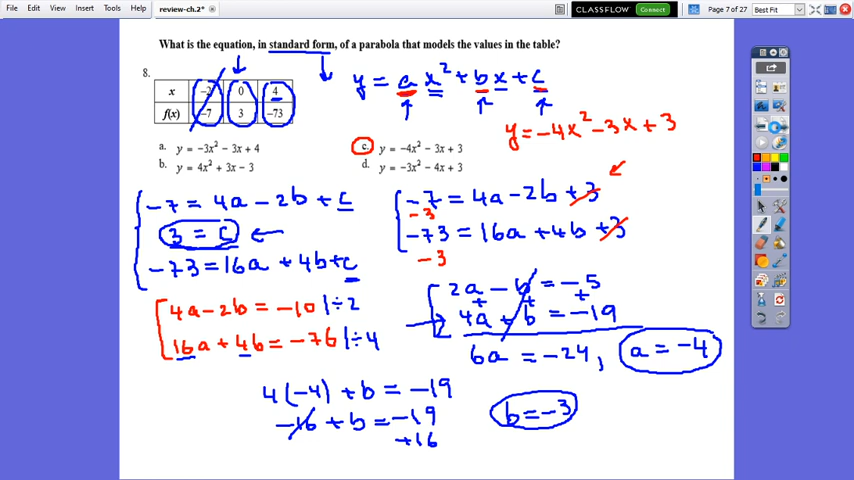 File View Insert Tools Help
review-ch.2*
CLASSFLOW Connect
Page 7 of 27
Best Fit
What is the equation, in standard form, of a parabola that models the values in the table?
8.
x -2 0 4
f(x) -7 3 -73
y = ax² + bx + c
y = -4x² - 3x + 3
a. y = -3x² - 3x + 4
c. y = -4x² - 3x + 3
b. y = 4x² + 3x - 3
d. y = -3x² - 4x + 3
-7 = 4a - 2b + c
3 = c
-73 = 16a + 4b + c
-7 = 4a - 2b + 3
-3
-73 = 16a + 4b + 3
-3
4a - 2b = -10 | ÷2
16a + 4b = -76 | ÷4
2a - b = -5
+ + +
4a + b = -19
6a = -24, a = -4
4(-4) + b = -19
-16 + b = -19
+16
b = -3